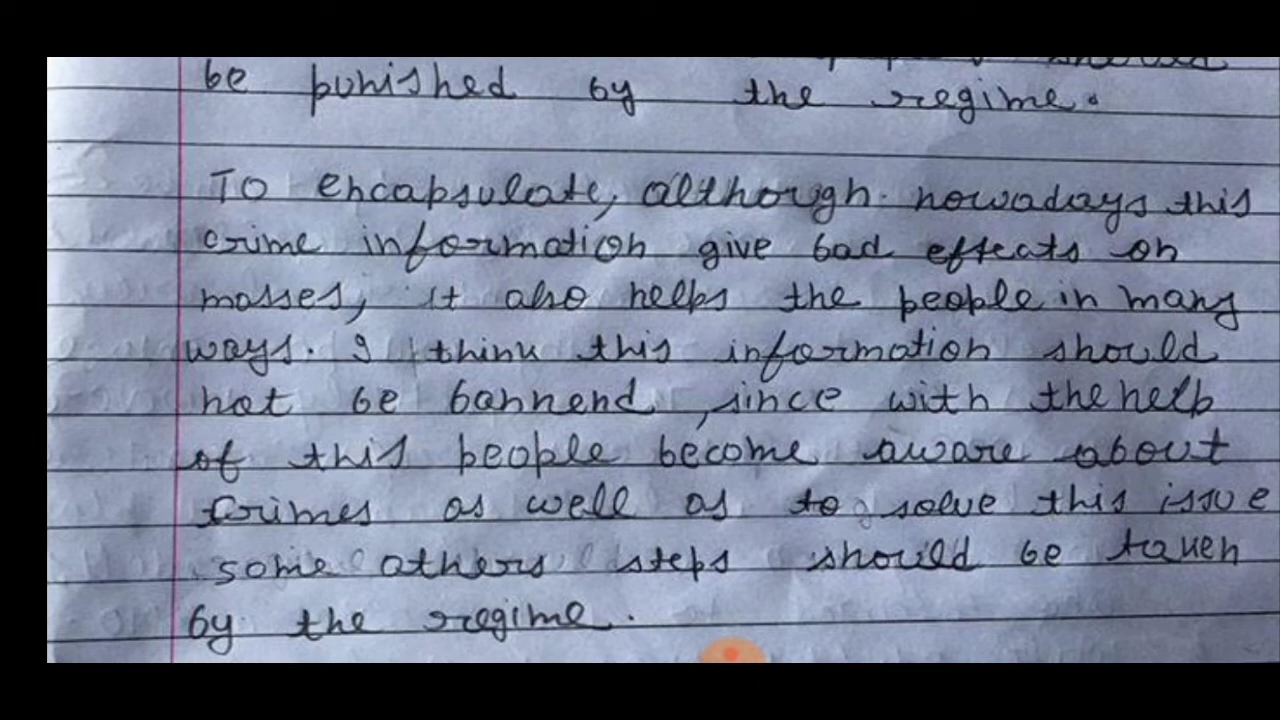 should
be punished by the regime.
To encapsulate, although nowadays this
crime information give bad effects on
masses, it also helps the people in many
ways. I think this information should
not be bannend, since with the help
of this people become aware about
crimes as well as to solve this issue
some others steps should be taken
by the regime.